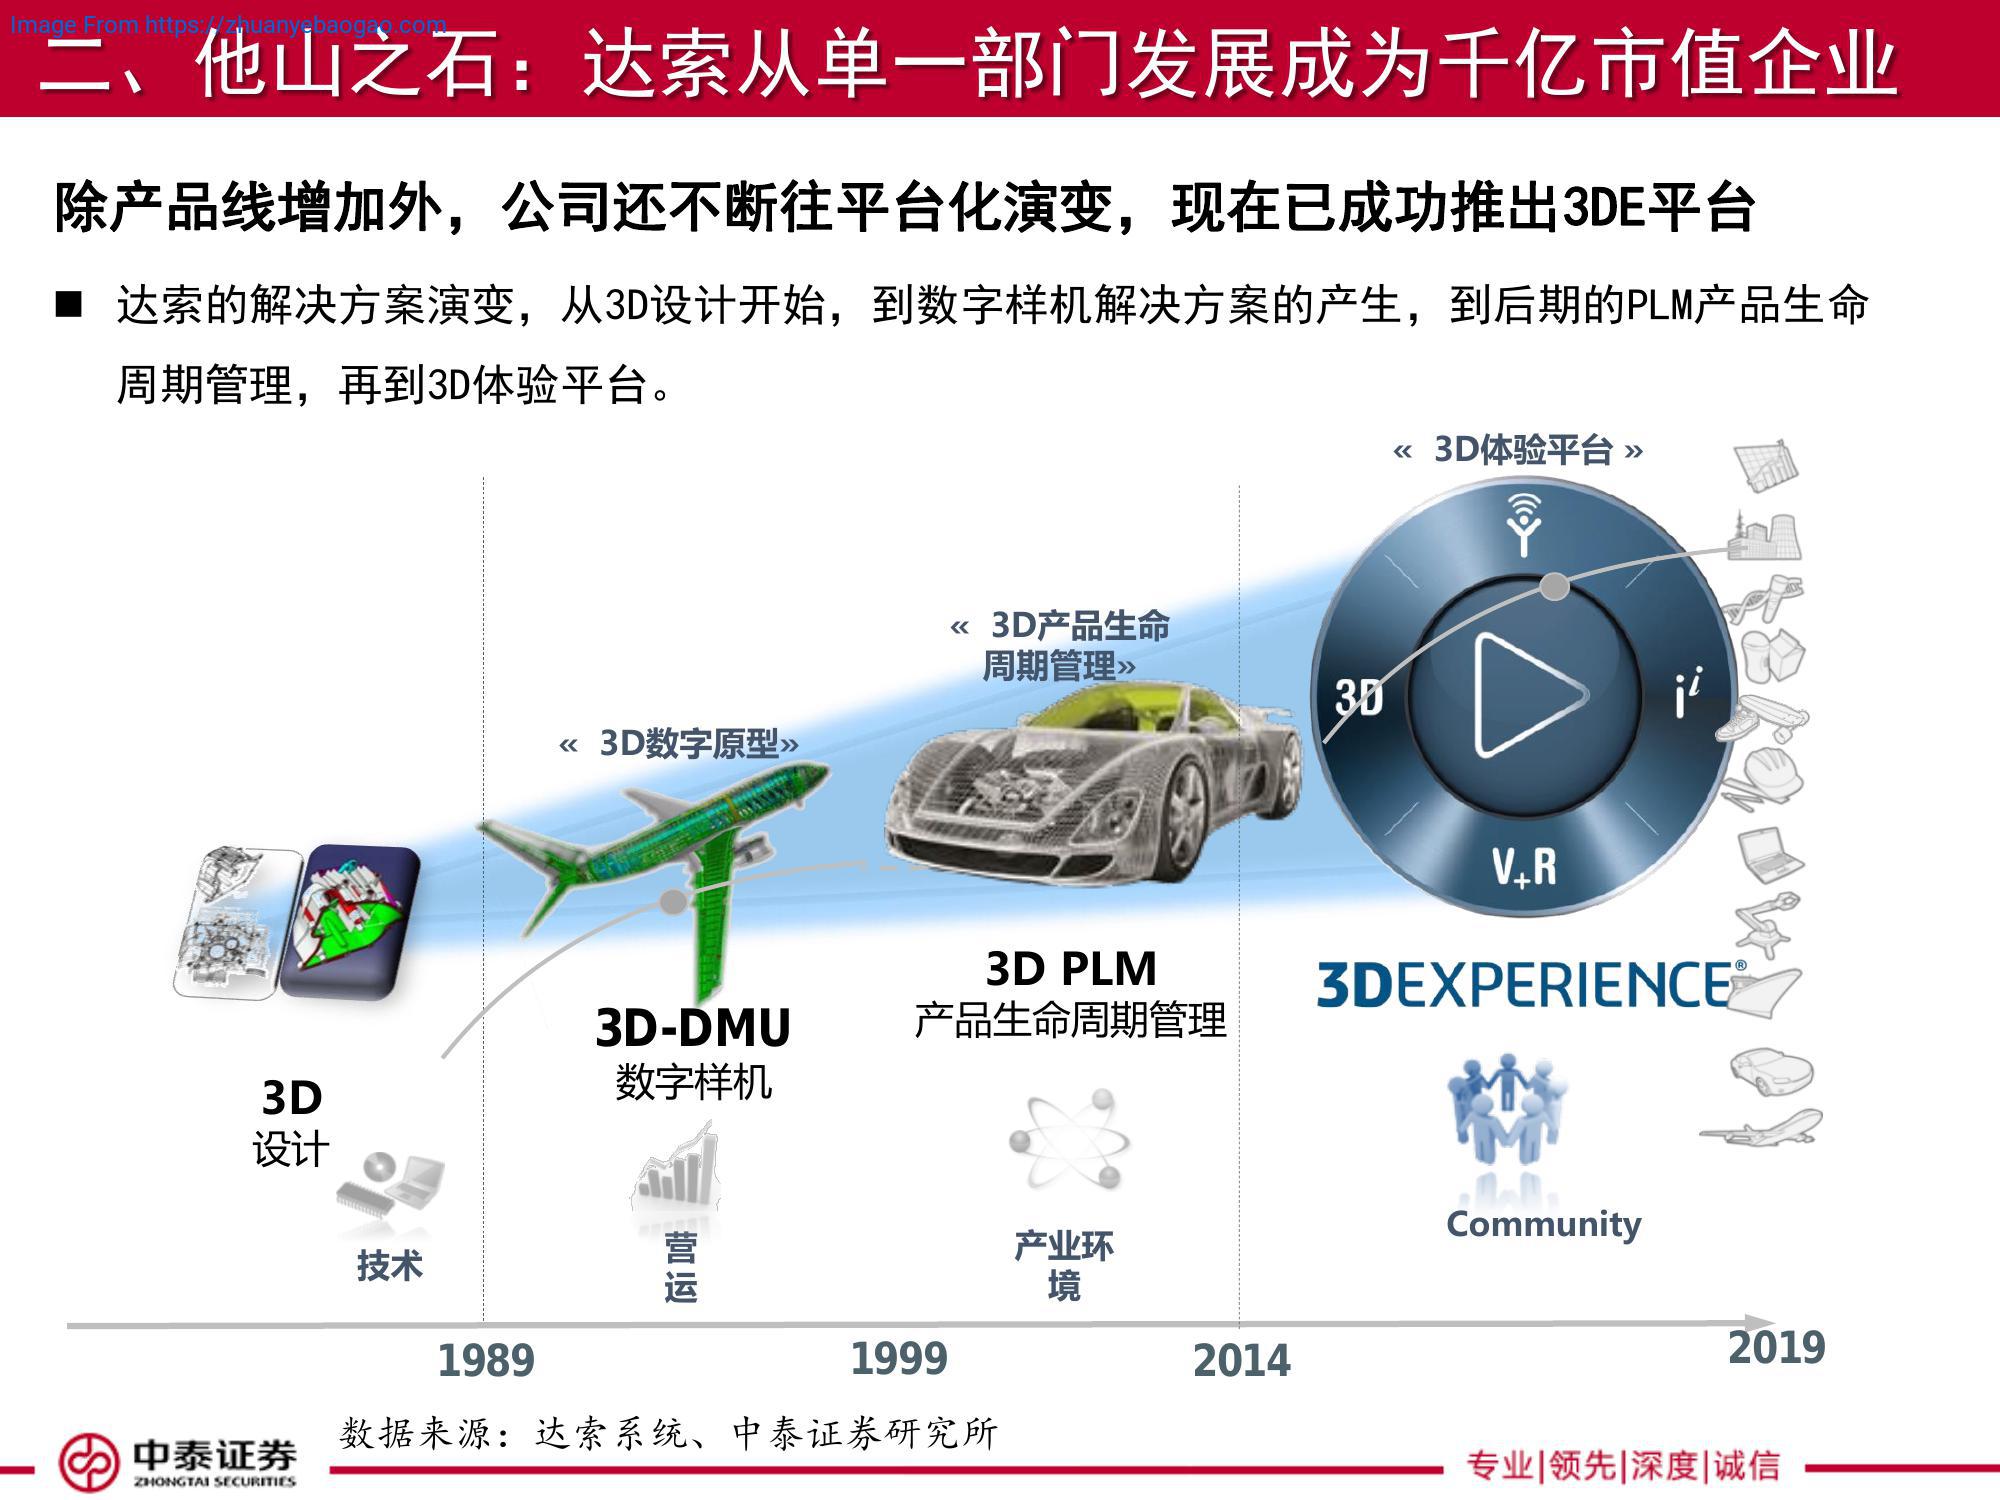 Image From https://zhuanyebaogao.com
二、他山之石：达索从单一部门发展成为千亿市值企业
除产品线增加外，公司还不断往平台化演变，现在已成功推出3DE平台
■ 达索的解决方案演变，从3D设计开始，到数字样机解决方案的产生，到后期的PLM产品生命
周期管理，再到3D体验平台。
« 3D体验平台 »
« 3D产品生命
周期管理»
« 3D数字原型»
3D
i i
V+R
3DEXPERIENCE®
3D PLM
产品生命周期管理
3D-DMU
数字样机
3D
设计
技术
营
运
产业环
境
Community
1989
1999
2014
2019
数据来源：达索系统、中泰证券研究所
中泰证券
ZHONGTAI SECURITIES
专业|领先|深度|诚信